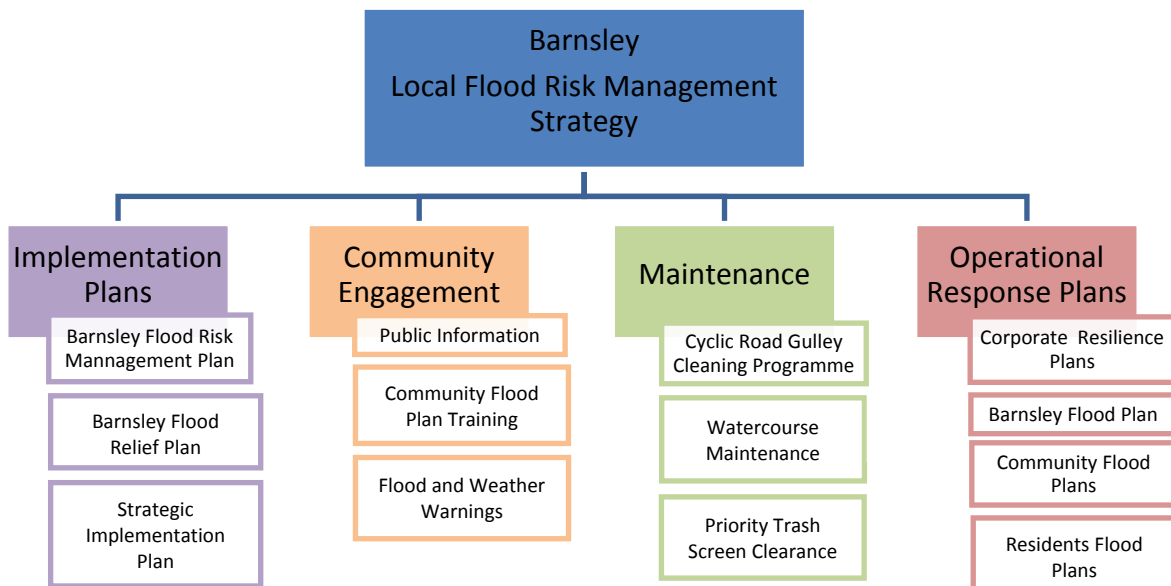 Barnsley
Local Flood Risk Management
Strategy
Implementation
Plans
Barnsley Flood Risk
Mannagement Plan
Barnsley Flood
Relief Plan
Strategic
Implementation
Plan
Community
Engagement
Public Information
Community Flood
Plan Training
Flood and Weather
Warnings
Maintenance
Cyclic Road Gulley
Cleaning Programme
Watercourse
Maintenance
Priority Trash
Screen Clearance
Operational
Response Plans
Corporate Resilience
Plans
Barnsley Flood Plan
Community Flood
Plans
Residents Flood
Plans